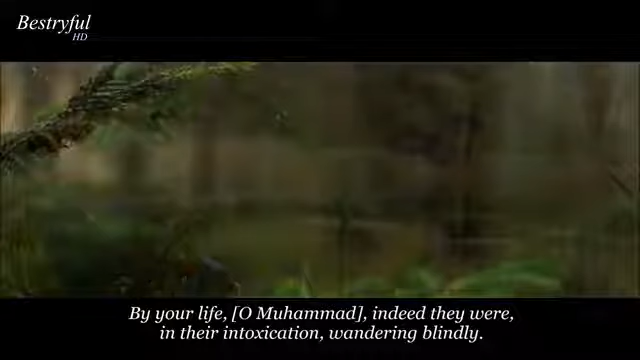 Bestryful
HD
By your life, [O Muhammad], indeed they were,
in their intoxication, wandering blindly.